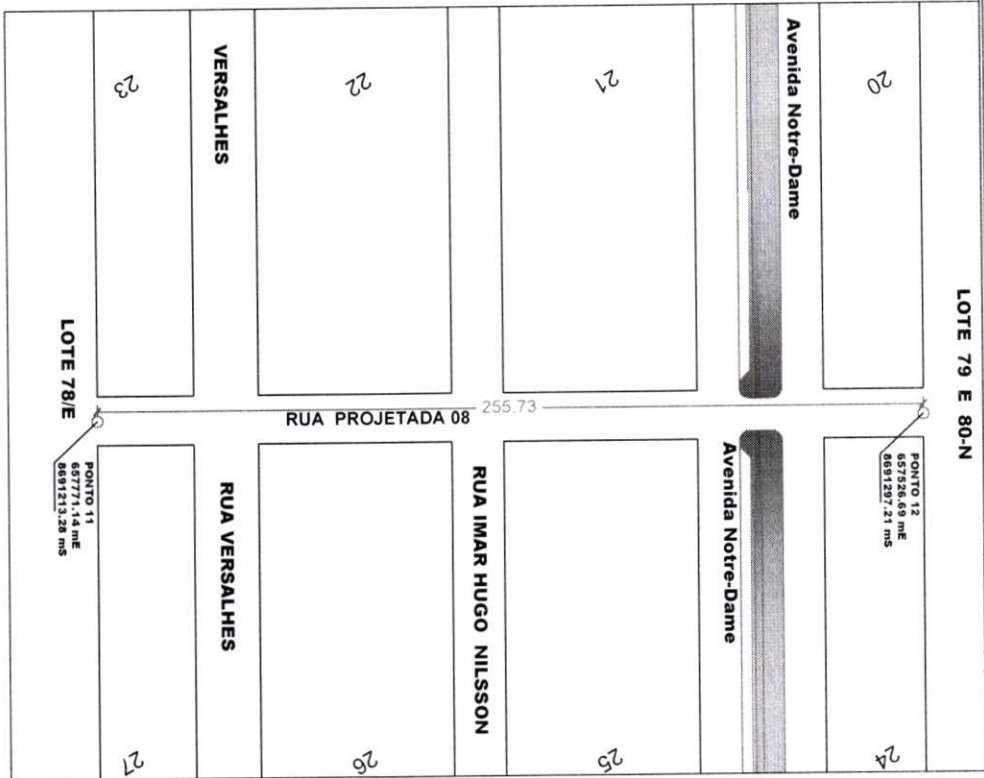 23
22
21
20
VERSALHES
Avenida Notre-Dame
LOTE 79 E 80-N
LOTE 78/E
RUA PROJETADA 08
255.73
PONTO 11
657771.14 mE
8691213.28 mS
PONTO 12
657526.69 mE
8691297.21 mS
RUA VERSALHES
RUA IMAR HUGO NILSSON
Avenida Notre-Dame
27
26
25
24